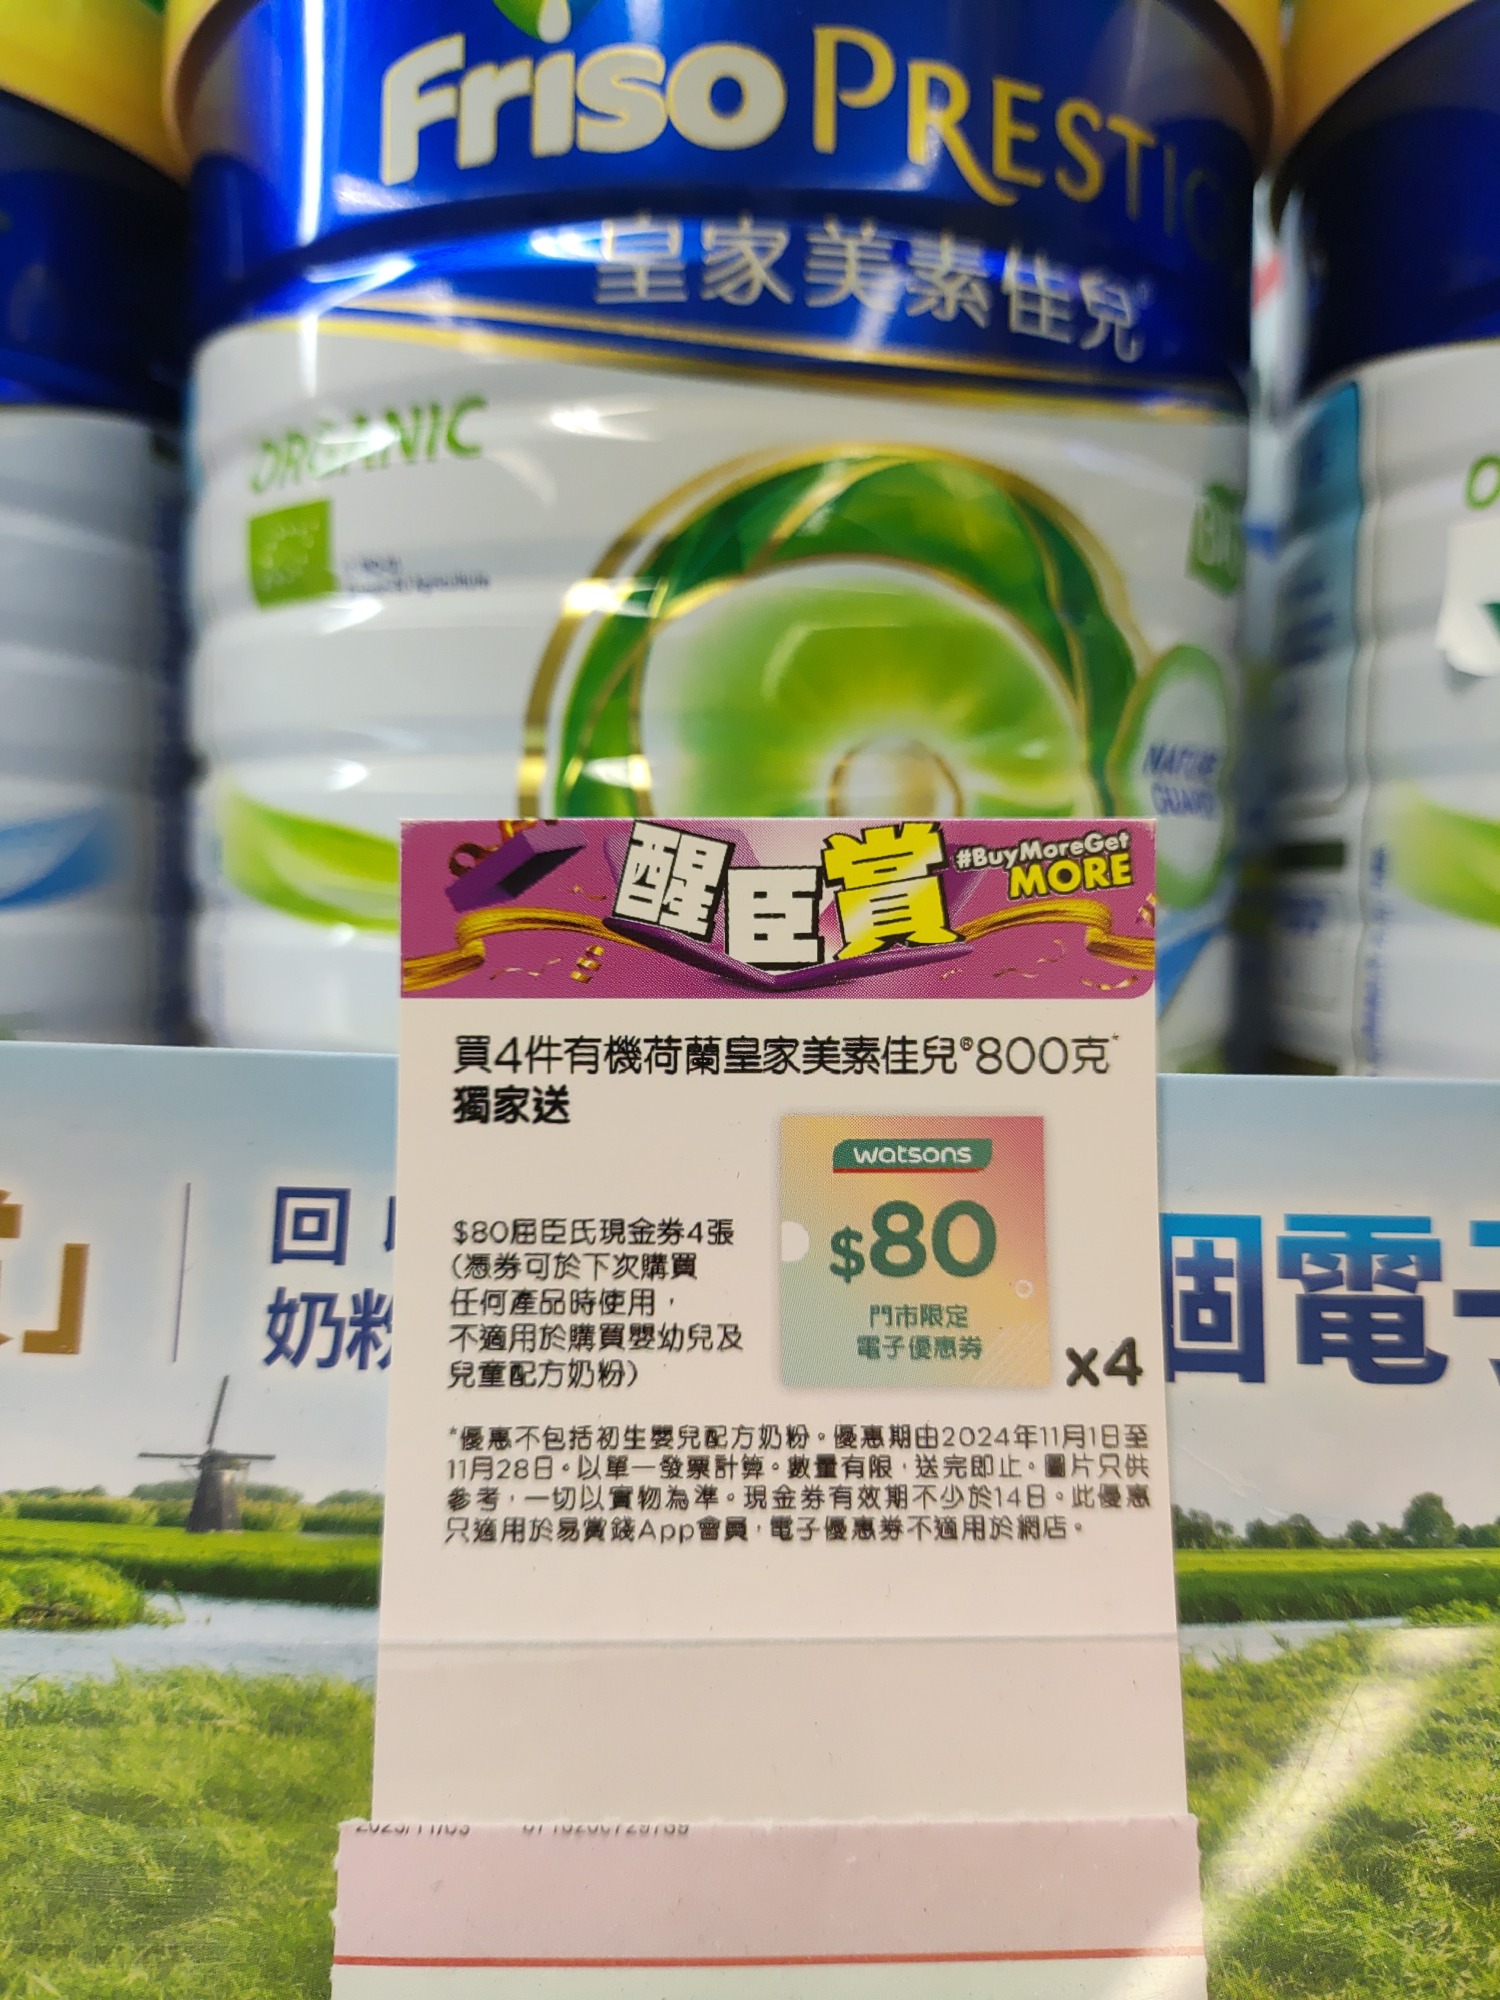 Friso PRESTIG
皇家美素佳兒
ORGANIC
NATURE
GUARD
醒臣賞
#BuyMoreGet
MORE
買4件有機荷蘭皇家美素佳兒®800克*
獨家送
$80屈臣氏現金券4張
(憑券可於下次購買
任何產品時使用，
不適用於購買嬰幼兒及
兒童配方奶粉)
watsons
$80
門市限定
電子優惠券
x4
*優惠不包括初生嬰兒配方奶粉。優惠期由2024年11月1日至
11月28日。以單一發票計算。數量有限，送完即止。圖片只供
參考，一切以實物為準。現金券有效期不少於14日。此優惠
只適用於易賞錢App會員，電子優惠券不適用於網店。
回
奶粉
個電